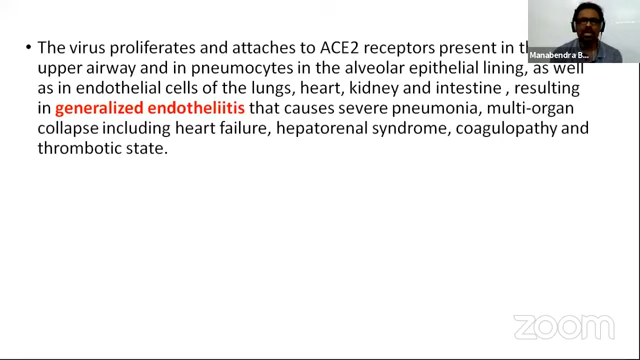 • The virus proliferates and attaches to ACE2 receptors present in
upper airway and in pneumocytes in the alveolar epithelial lining, as well
as in endothelial cells of the lungs, heart, kidney and intestine , resulting
in generalized endotheliitis that causes severe pneumonia, multi-organ
collapse including heart failure, hepatorenal syndrome, coagulopathy and
thrombotic state.
Manabendra B...
zoom